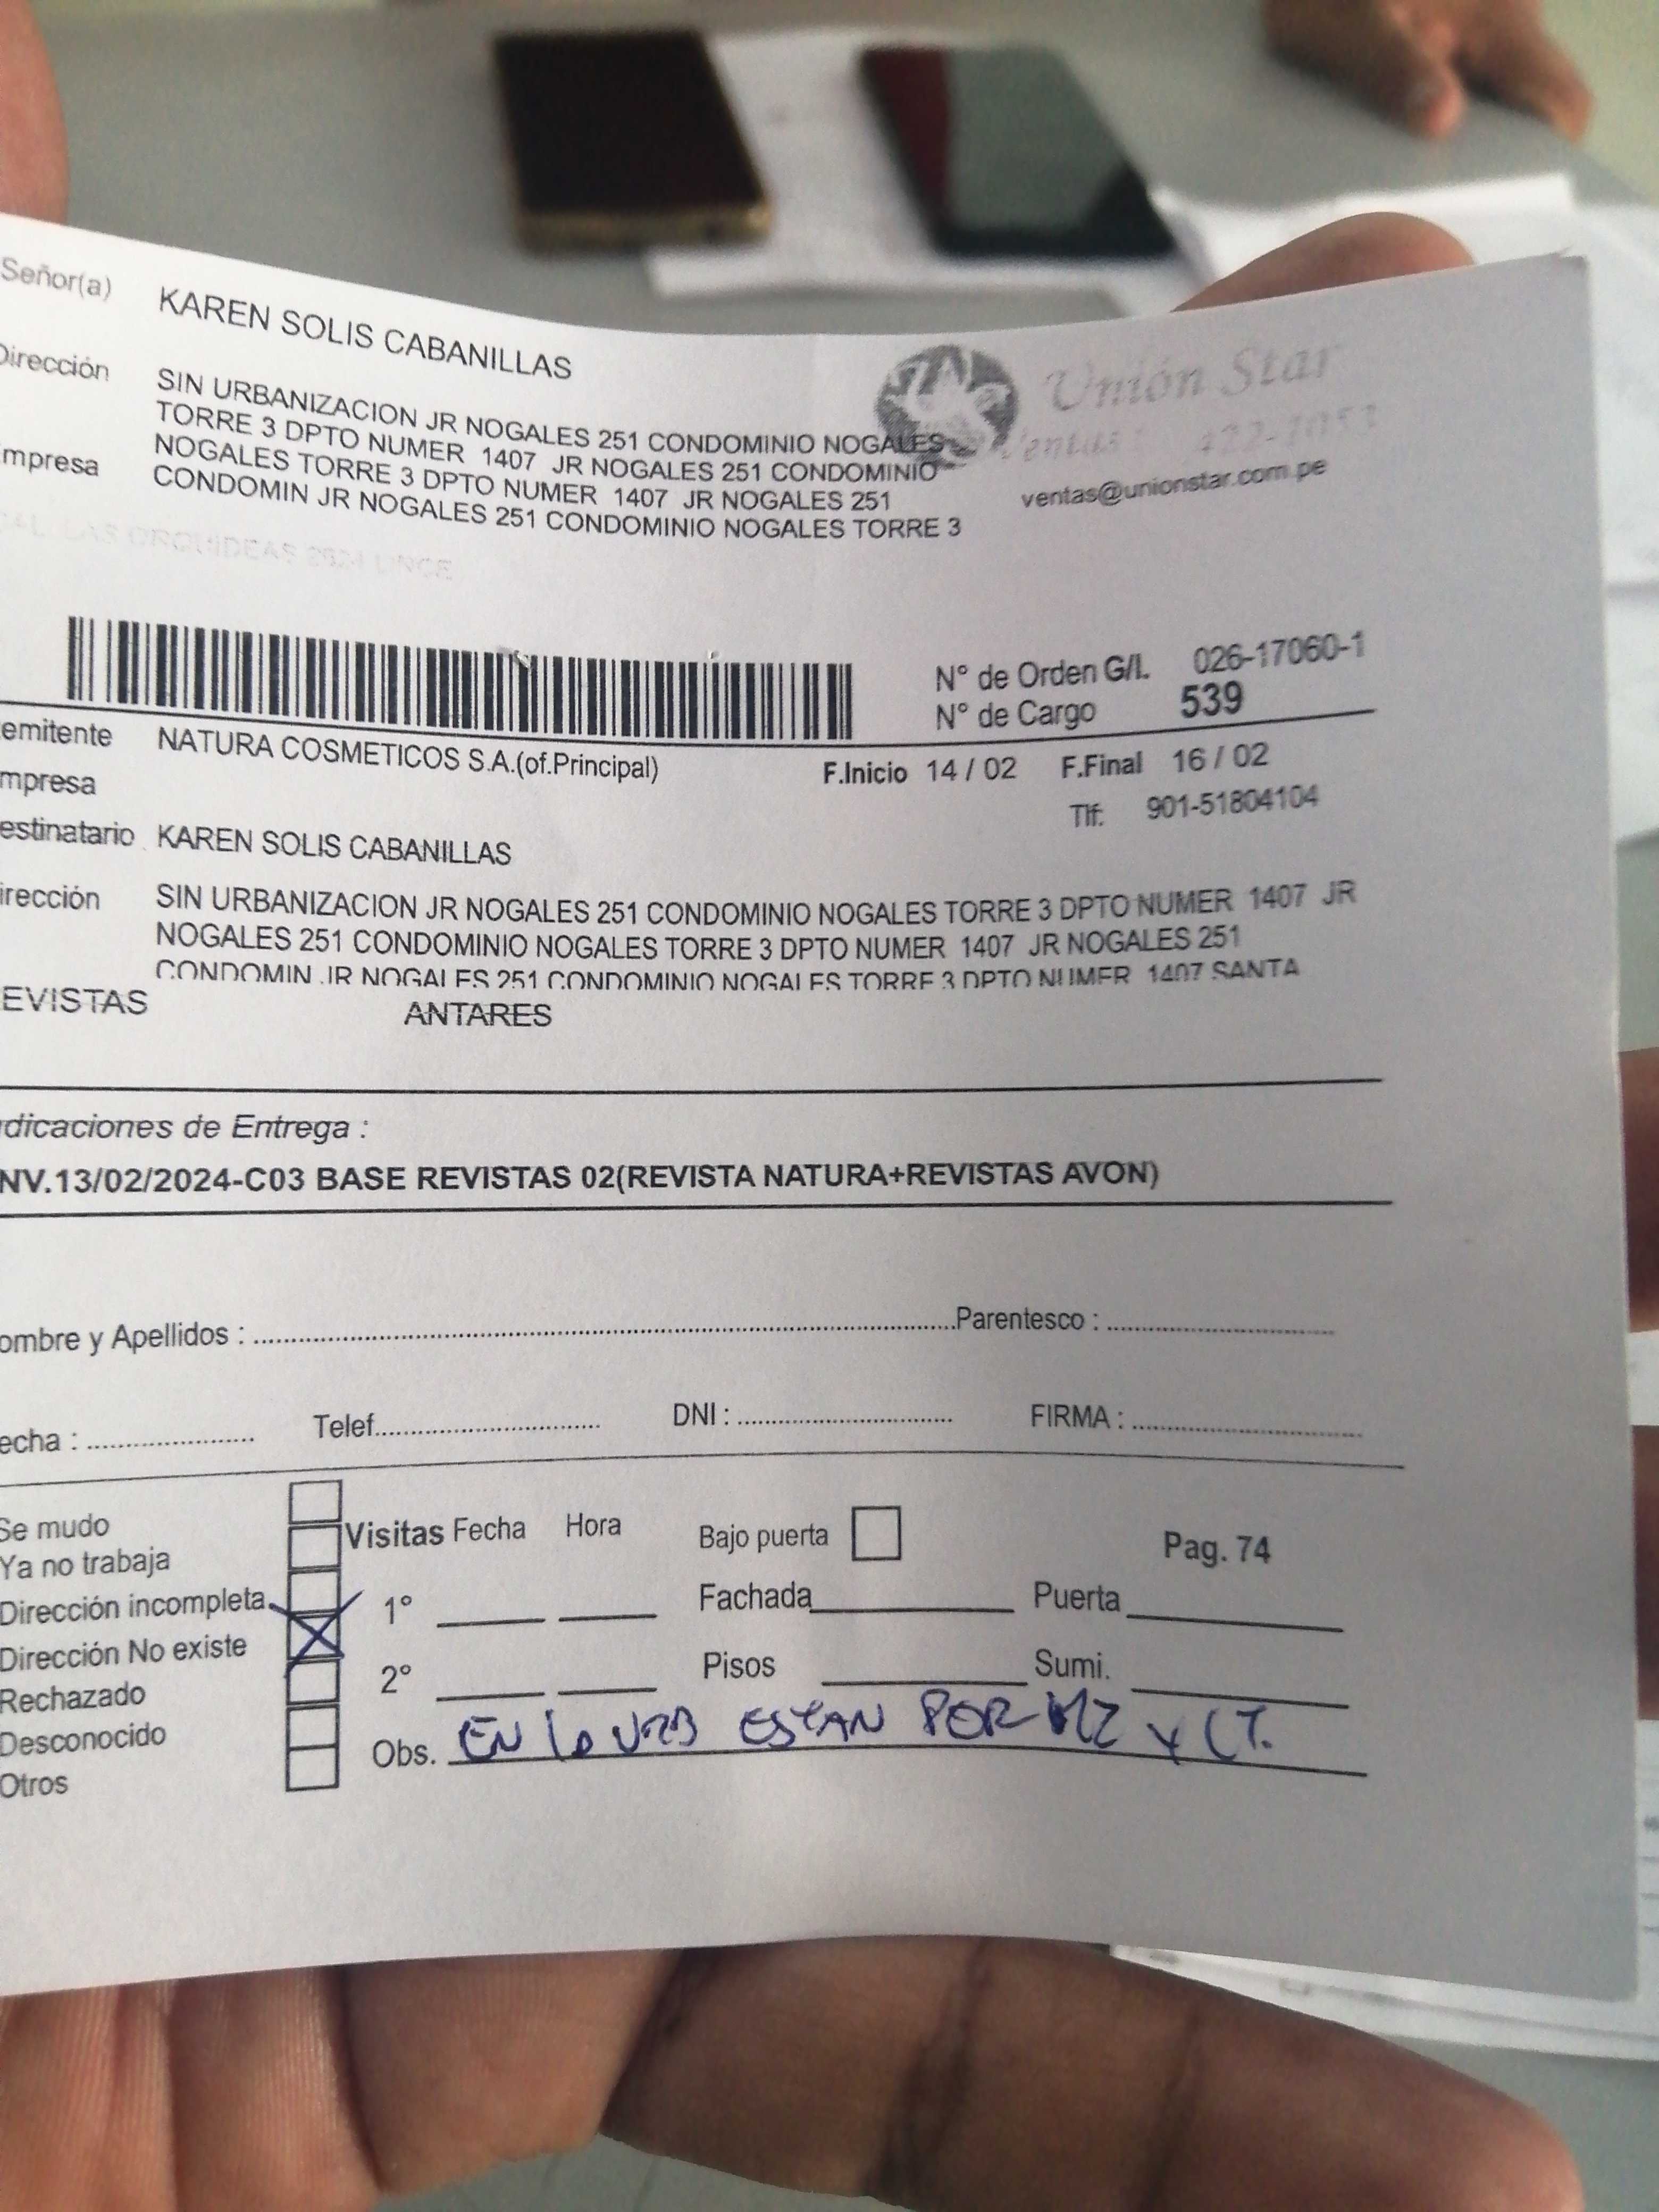 Señor(a) KAREN SOLIS CABANILLAS
Dirección SIN URBANIZACION JR NOGALES 251 CONDOMINIO NOGALES
TORRE 3 DPTO NUMER 1407 JR NOGALES 251 CONDOMINIO
mpresa NOGALES TORRE 3 DPTO NUMER 1407 JR NOGALES 251
CONDOMIN JR NOGALES 251 CONDOMINIO NOGALES TORRE 3
Unión Star
Ventas 422-1053
ventas@unionstar.com.pe
LAS ORQUIDEAS LINCE
N° de Orden G/I. 026-17060-1
N° de Cargo 539
emitente NATURA COSMETICOS S.A.(of.Principal) F.Inicio 14 / 02 F.Final 16 / 02
mpresa
Tlf: 901-51804104
estinatario KAREN SOLIS CABANILLAS
irección SIN URBANIZACION JR NOGALES 251 CONDOMINIO NOGALES TORRE 3 DPTO NUMER 1407 JR
NOGALES 251 CONDOMINIO NOGALES TORRE 3 DPTO NUMER 1407 JR NOGALES 251
CONDOMIN JR NOGALES 251 CONDOMINIO NOGALES TORRE 3 DPTO NUMER 1407 SANTA
EVISTAS ANTARES
dicaciones de Entrega :
NV.13/02/2024-C03 BASE REVISTAS 02(REVISTA NATURA+REVISTAS AVON)
ombre y Apellidos : Parentesco :
echa : Telef. DNI : FIRMA :
Se mudo
Ya no trabaja
Dirección incompleta
Dirección No existe
Rechazado
Desconocido
Otros
Visitas Fecha Hora Bajo puerta Pag. 74
1° Fachada Puerta
2° Pisos Sumi.
Obs. EN la URB ESTAN POR MZ y LT.